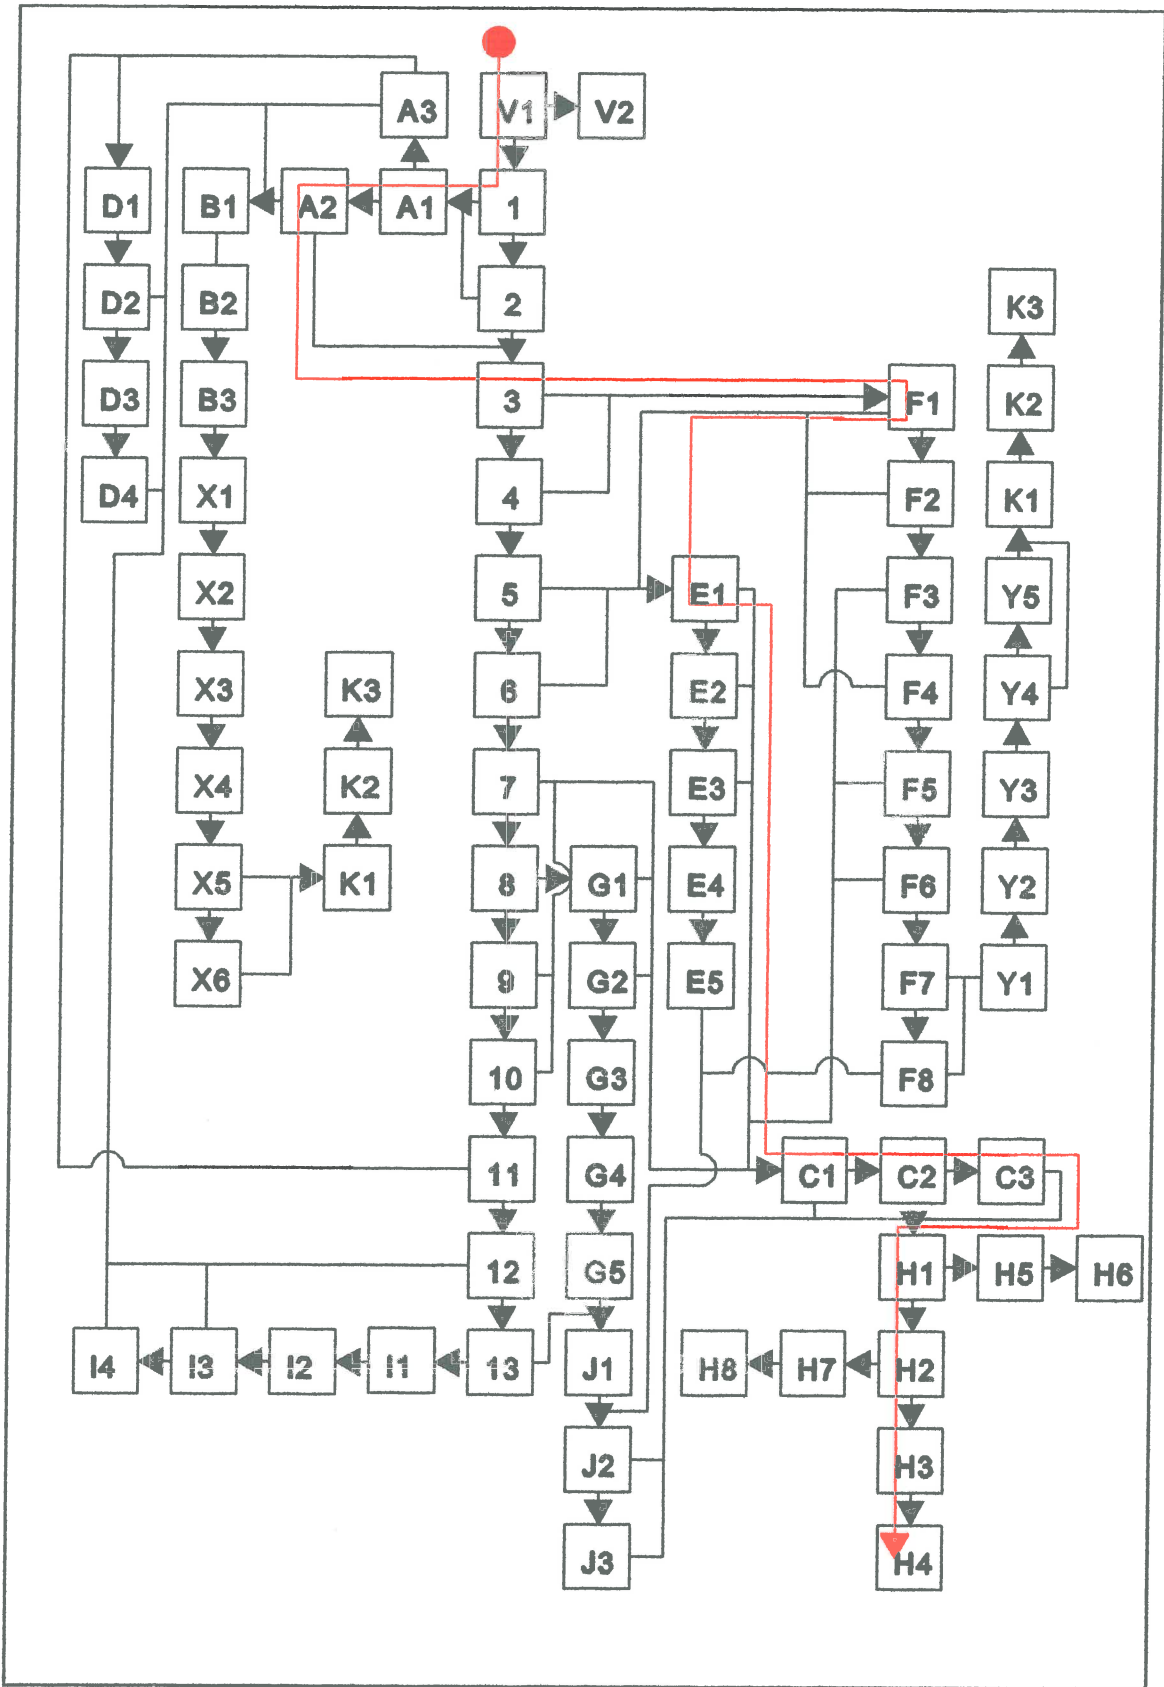 A3 V1 V2
D1 B1 A2 A1 1
D2 B2 2 K3
D3 B3 3 F1 K2
D4 X1 4 F2 K1
X2 5 E1 F3 Y5
X3 K3 6 E2 F4 Y4
X4 K2 7 E3 F5 Y3
X5 K1 8 G1 E4 F6 Y2
X6 9 G2 E5 F7 Y1
10 G3 F8
11 G4 C1 C2 C3
12 G5 H1 H5 H6
I4 I3 I2 I1 13 J1 H8 H7 H2
J2 H3
J3 H4